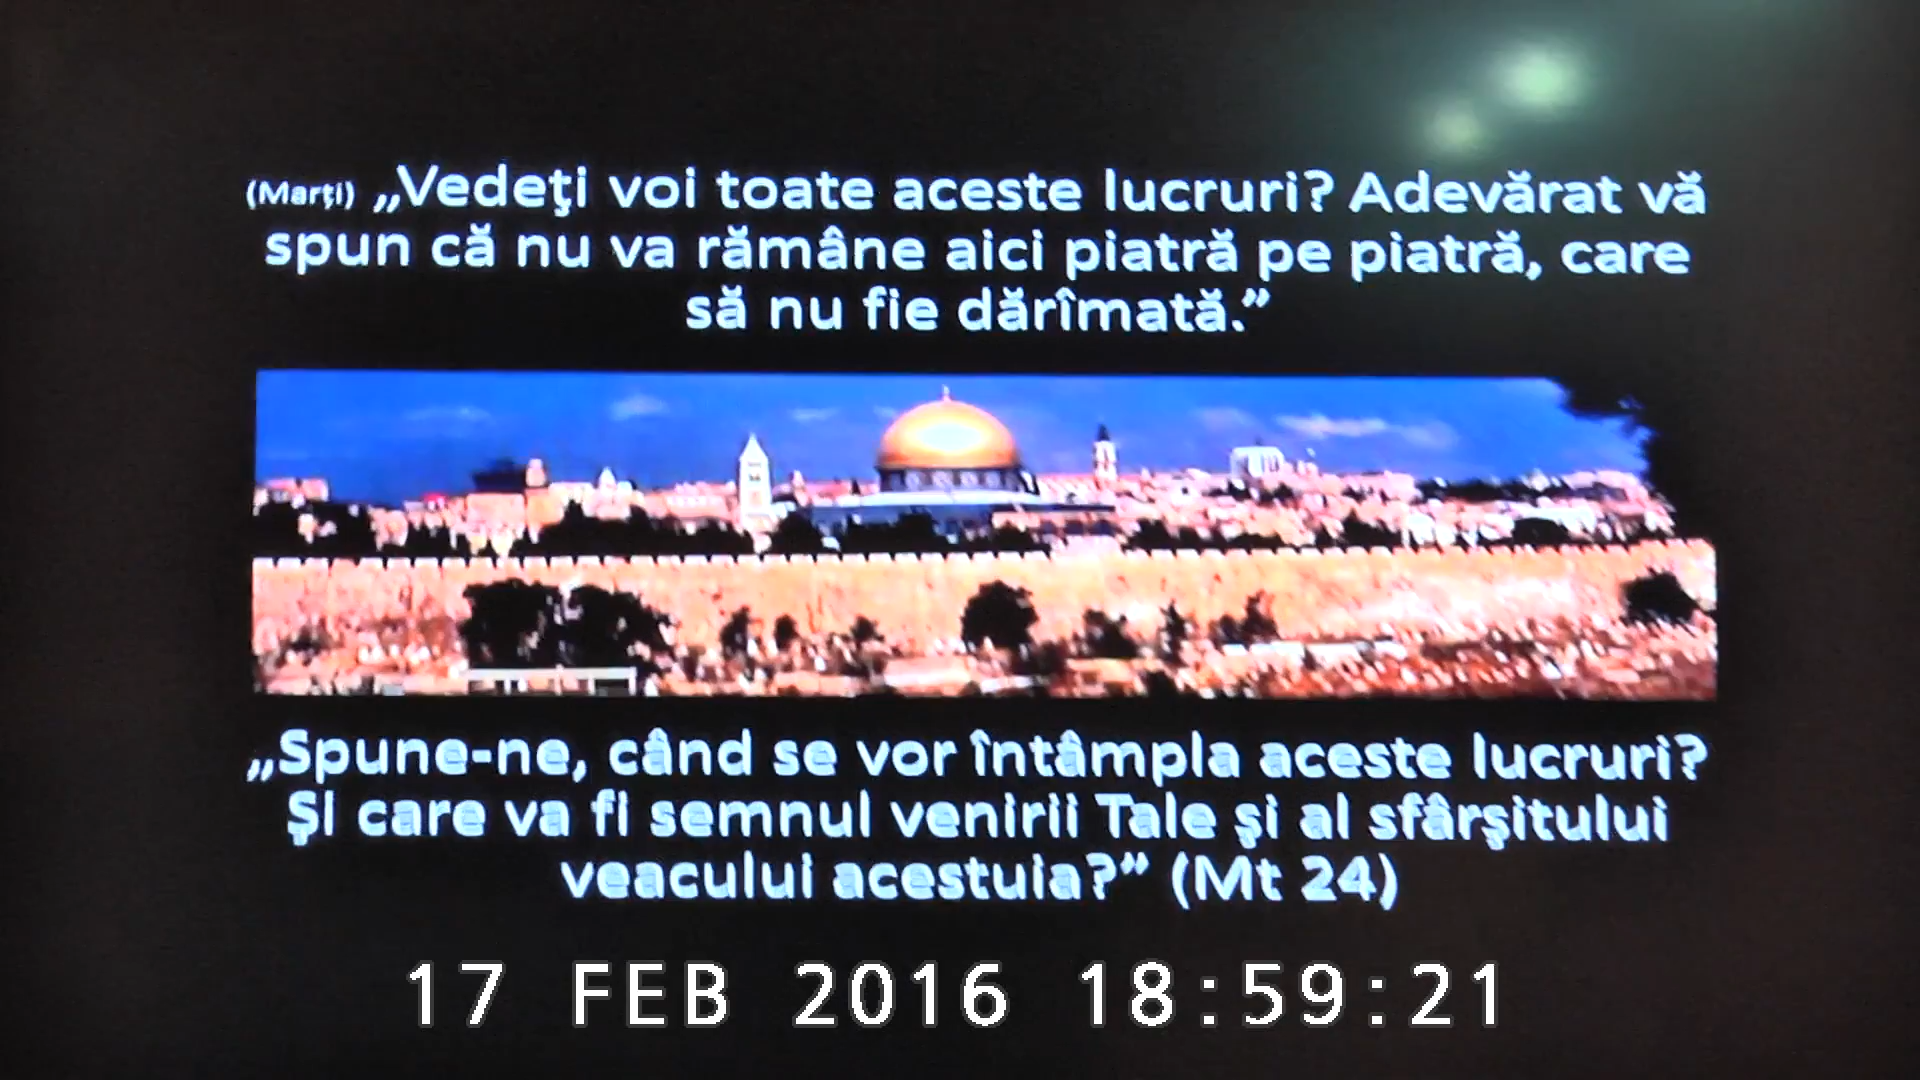 (Marţi) „Vedeţi voi toate aceste lucruri? Adevărat vă
spun că nu va rămâne aici piatră pe piatră, care
să nu fie dărîmată.”
„Spune-ne, când se vor întâmpla aceste lucruri?
Şi care va fi semnul venirii Tale şi al sfârşitului
veacului acestuia?” (Mt 24)
17 FEB 2016 18:59:21